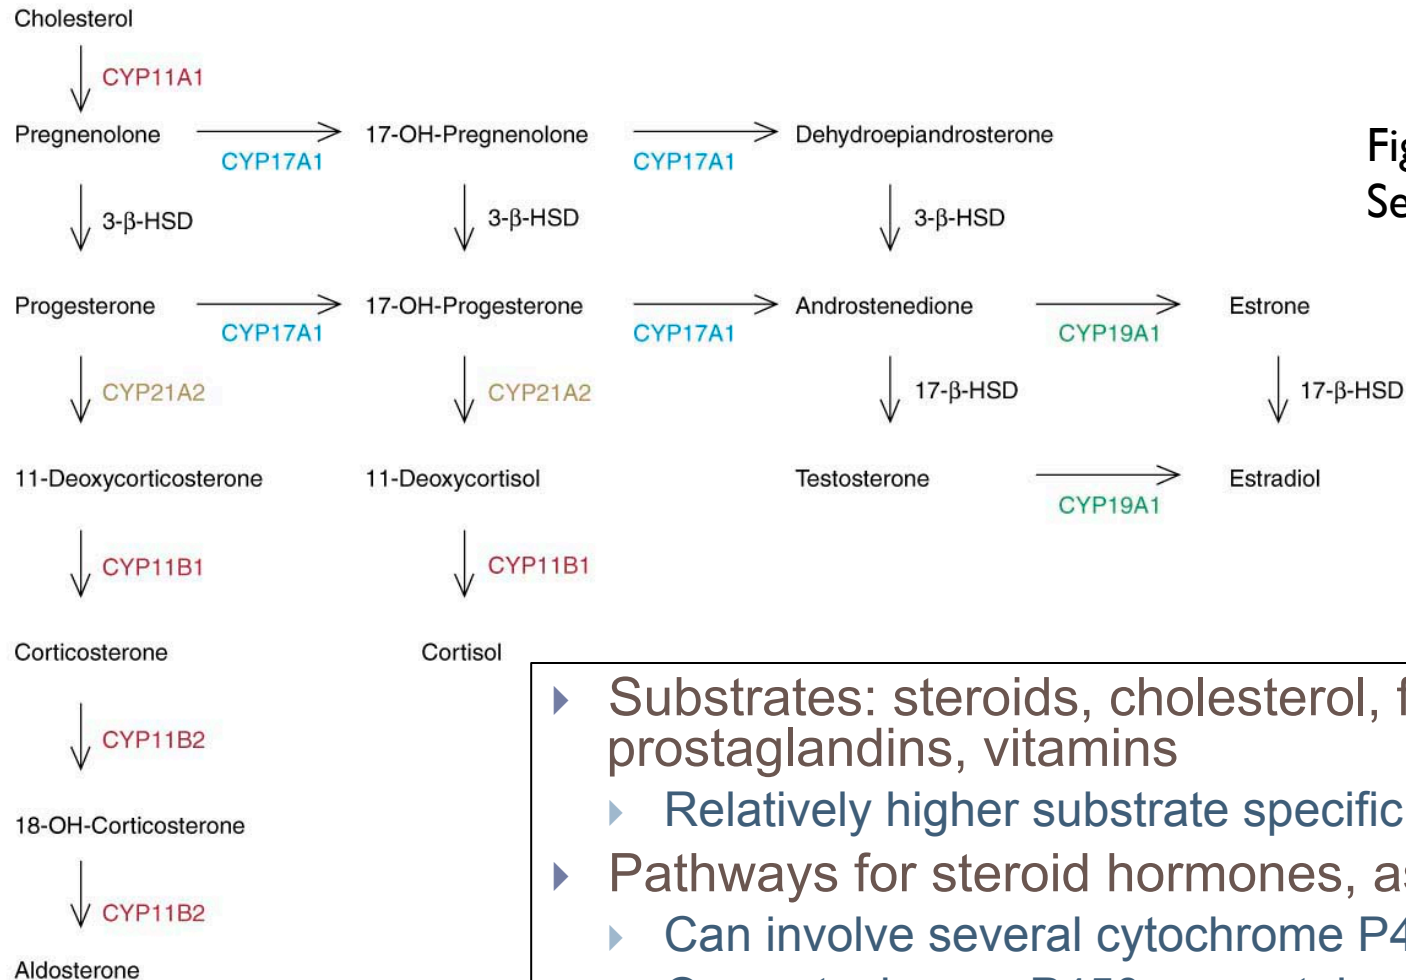 Cholesterol
CYP11A1
Pregnenolone 17-OH-Pregnenolone Dehydroepiandrosterone
CYP17A1 CYP17A1
3-β-HSD 3-β-HSD 3-β-HSD
Progesterone 17-OH-Progesterone Androstenedione Estrone
CYP17A1 CYP17A1 CYP19A1
CYP21A2 CYP21A2 17-β-HSD 17-β-HSD
11-Deoxycorticosterone 11-Deoxycortisol Testosterone Estradiol
CYP19A1
CYP11B1 CYP11B1
Corticosterone Cortisol
CYP11B2
18-OH-Corticosterone
CYP11B2
Aldosterone
Substrates: steroids, cholesterol,
prostaglandins, vitamins
Relatively higher substrate
Pathways for steroid hormones,
Can involve several cytochrome